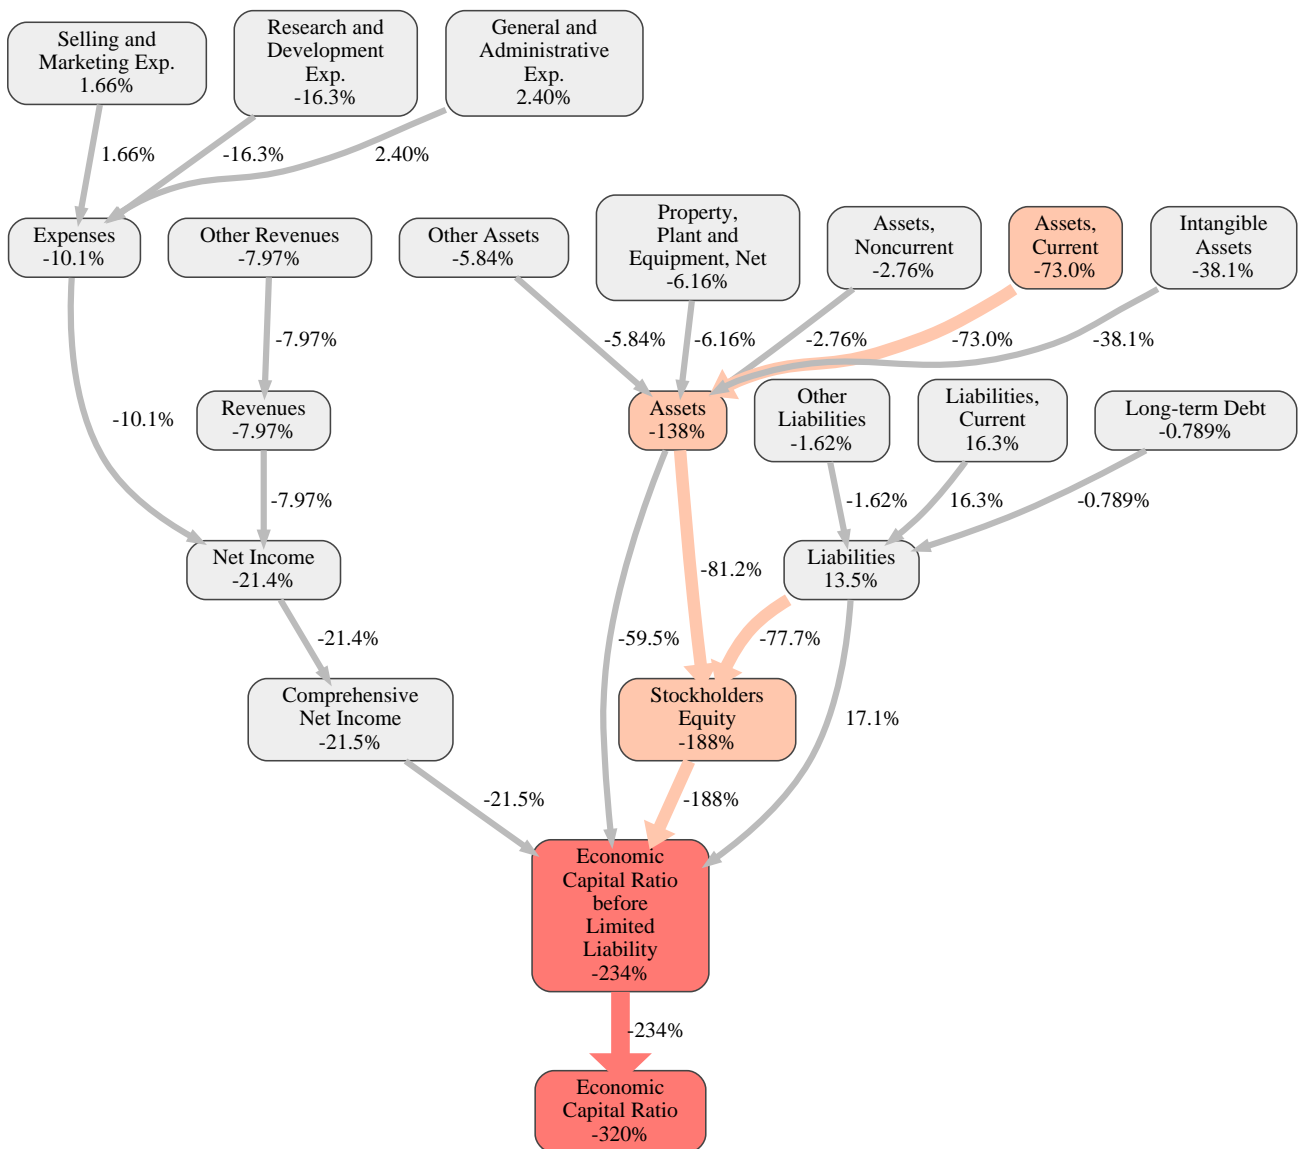 Selling and
Marketing Exp.
1.66%
Research and
Development
Exp.
-16.3%
General and
Administrative
Exp.
2.40%
1.66%
-16.3%
2.40%
Expenses
-10.1%
Other Revenues
-7.97%
Other Assets
-5.84%
Property,
Plant and
Equipment, Net
-6.16%
Assets,
Noncurrent
-2.76%
Assets,
Current
-73.0%
Intangible
Assets
-38.1%
-7.97%
-5.84%
-6.16%
-2.76%
-73.0%
-38.1%
-10.1%
Revenues
-7.97%
Assets
-138%
Other
Liabilities
-1.62%
Liabilities,
Current
16.3%
Long-term Debt
-0.789%
-7.97%
-1.62%
16.3%
-0.789%
Net Income
-21.4%
-81.2%
Liabilities
13.5%
-21.4%
-59.5%
-77.7%
Comprehensive
Net Income
-21.5%
Stockholders
Equity
-188%
17.1%
-21.5%
-188%
Economic
Capital Ratio
before
Limited
Liability
-234%
-234%
Economic
Capital Ratio
-320%